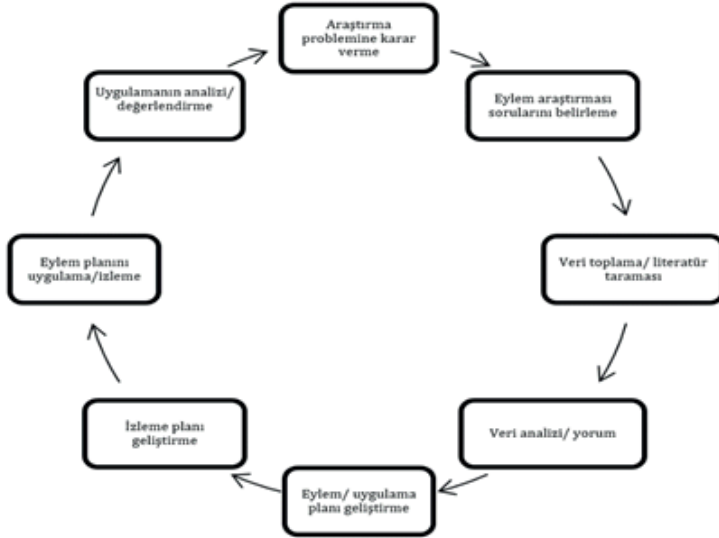 Araştırma
problemine karar
verme
Eylem araştırması
sorularını belirleme
Veri toplama/ literatür
taraması
Veri analizi/ yorum
Eylem/ uygulama
planı geliştirme
İzleme planı
geliştirme
Eylem planını
uygulama/izleme
Uygulamanın analizi/
değerlendirme